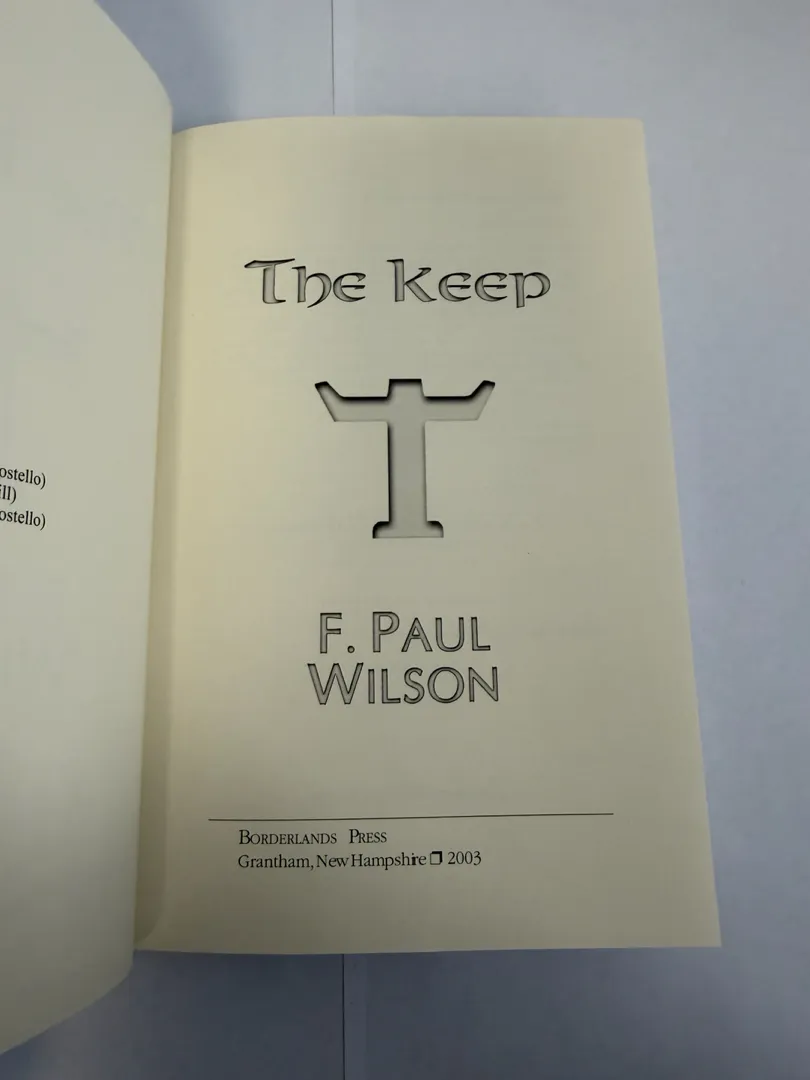 ostello)
ill)
ostello)
The Keep
F. PAUL
WILSON
BORDERLANDS PRESS
Grantham, New Hampshire ❒ 2003